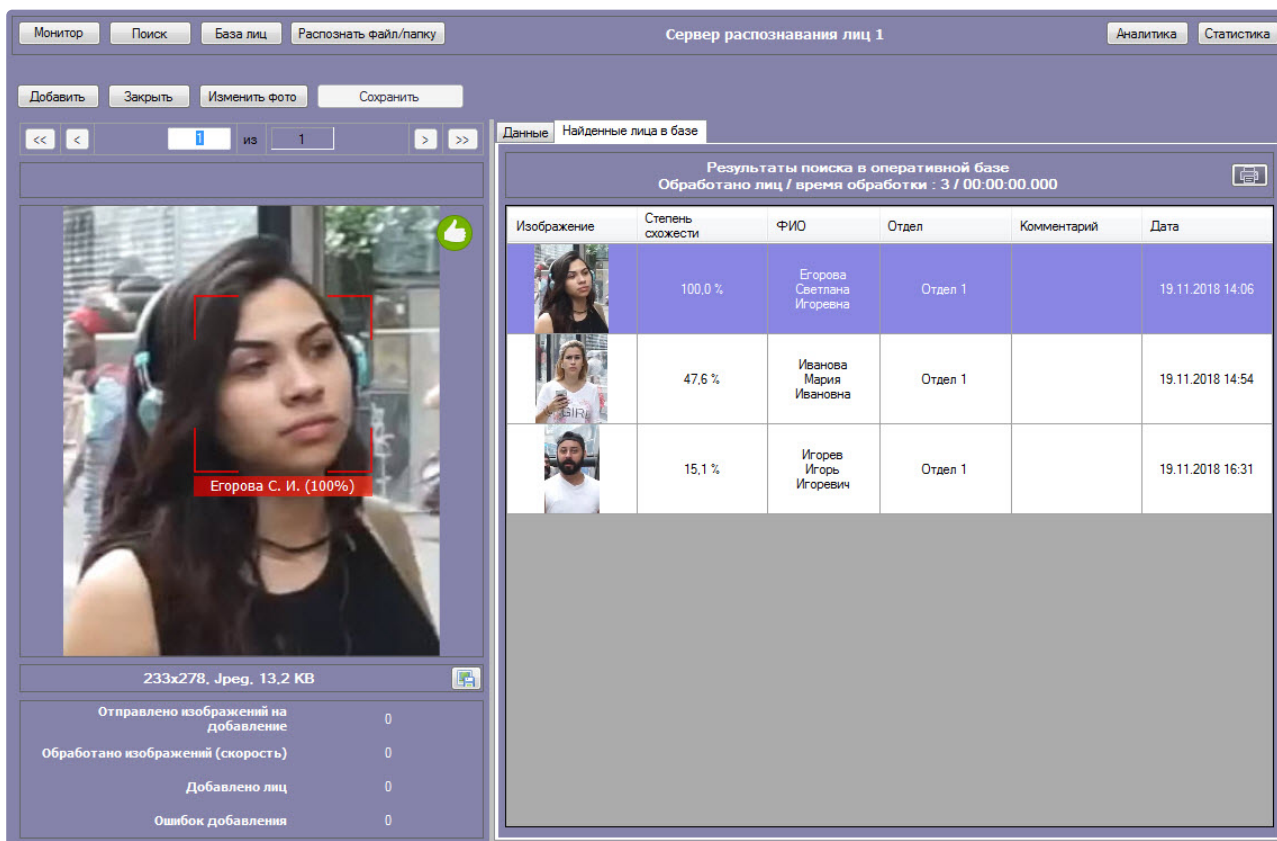 Монитор
Поиск
База лиц
Распознать файл/папку
Сервер распознавания лиц 1
Аналитика
Статистика
Добавить
Закрыть
Изменить фото
Сохранить
<<
<
1
из
1
>
>>
Егорова С. И. (100%)
233x278, Jpeg, 13,2 KB
Отправлено изображений на
добавление
0
Обработано изображений (скорость)
0
Добавлено лиц
0
Ошибок добавления
0
Данные
Найденные лица в базе
Результаты поиска в оперативной базе
Обработано лиц / время обработки : 3 / 00:00:00.000
Изображение
Степень
схожести
ФИО
Отдел
Комментарий
Дата
100,0 %
Егорова
Светлана
Игоревна
Отдел 1
19.11.2018 14:06
GIRL
47,6 %
Иванова
Мария
Ивановна
Отдел 1
19.11.2018 14:54
15,1 %
Игорев
Игорь
Игоревич
Отдел 1
19.11.2018 16:31